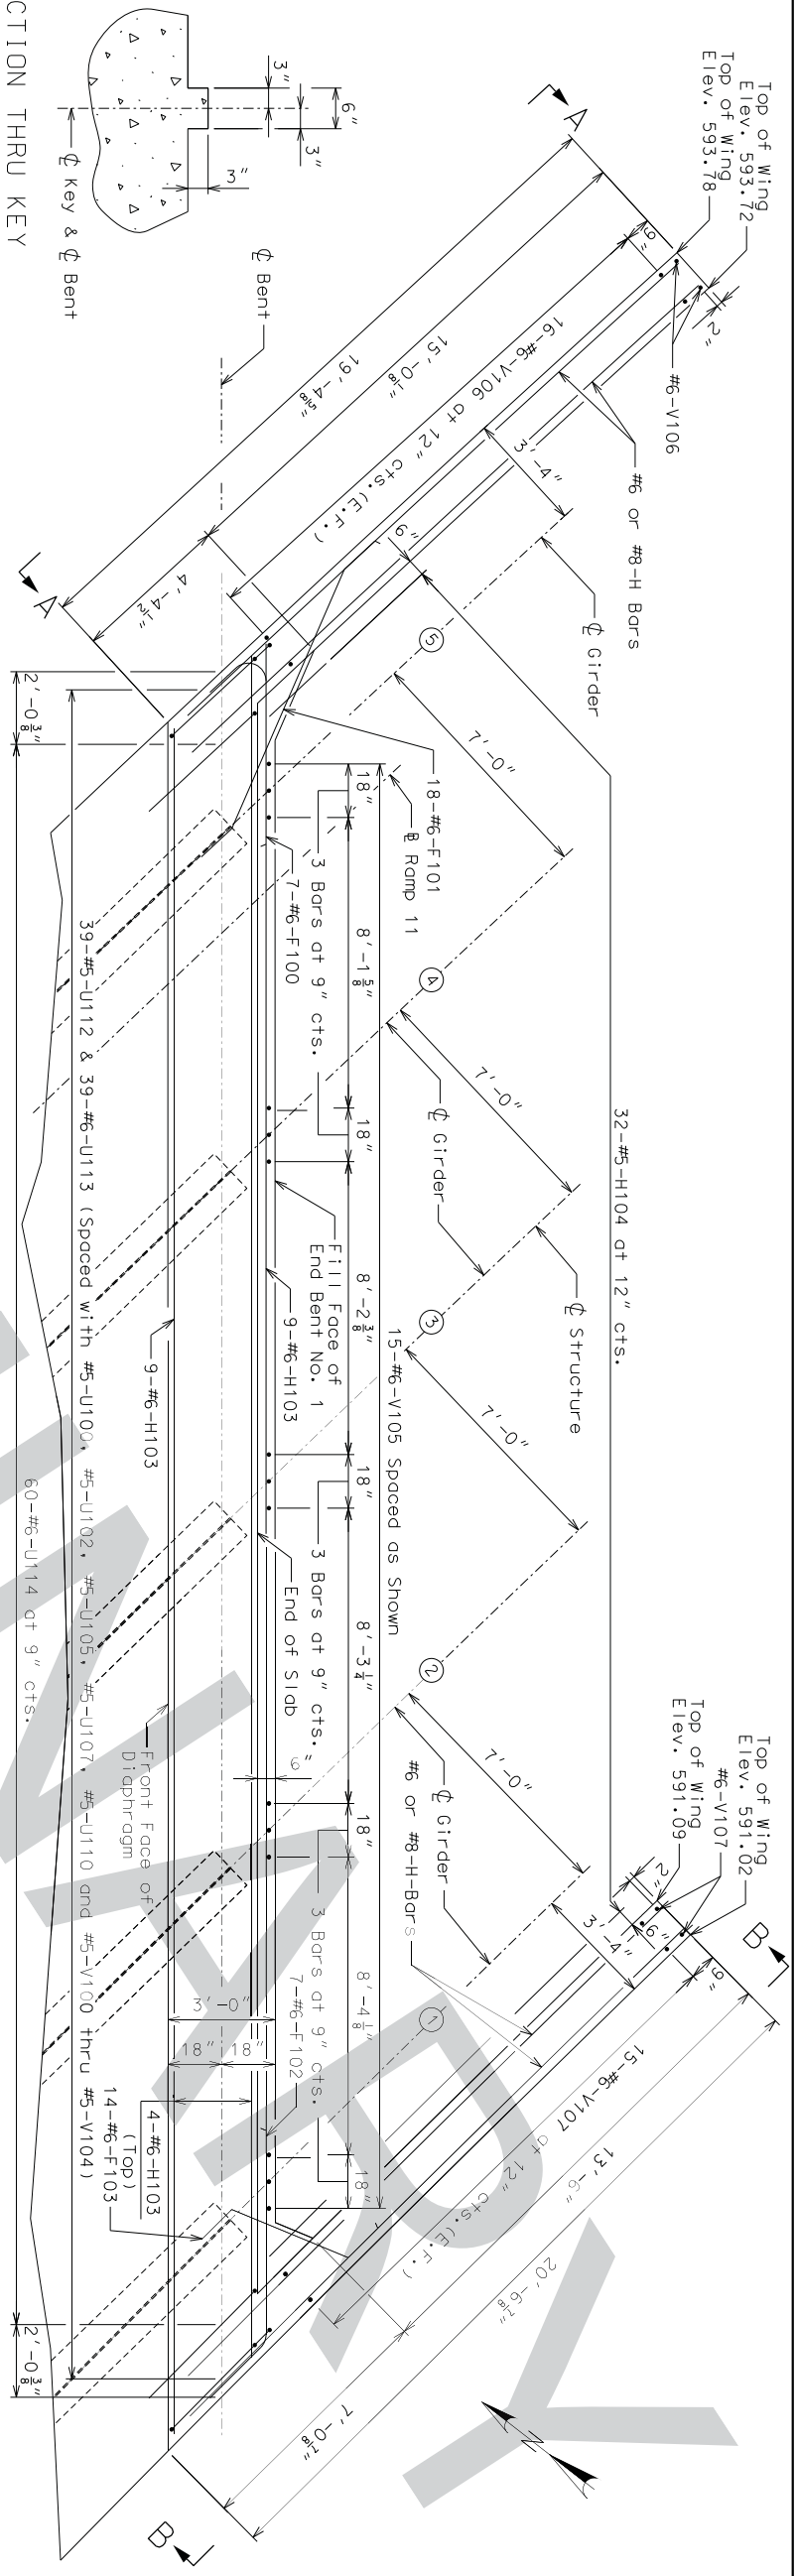 Top of Wing
Elev. 593.72
Top of Wing
Elev. 593.78
2"
9"
#6-V106
#6 or #8-H Bars
3'-4"
16-#6-V106 at 12" cts.(E.F.)
15'-0⅛"
19'-4⅝"
4'-4½"
A
A
6"
3"
3"
3"
℄ Key & ℄ Bent
SECTION THRU KEY
℄ Bent
6"
℄ Girder
5
7'-0"
18-#6-F101
Ramp 11
32-#5-H104 at 12" cts.
15-#6-V105 Spaced as Shown
18"
8'-1⅝"
18"
8'-2⅜"
18"
8'-3¼"
18"
8'-4⅛"
18"
3 Bars at 9" cts.
7-#6-F100
4
7'-0"
℄ Girder
Fill Face of
End Bent No. 1
9-#6-H103
9-#6-H103
℄ Structure
3
7'-0"
3 Bars at 9" cts.
End of Slab
2
7'-0"
℄ Girder
#6 or #8-H-Bars
6"
3 Bars at 9" cts.
7-#6-F102
Front Face of
Diaphragm
3'-0"
18"
18"
4-#6-H103
(Top)
14-#6-F103
1
3'-4"
Top of Wing
Elev. 591.02
#6-V107
Top of Wing
Elev. 591.09
2"
6"
9"
B
B
15-#6-V107 at 12" cts.(E.F.)
13'-6"
20'-6⅞"
7'-0⅞"
N
2'-0⅜"
39-#5-U112 & 39-#6-U113 (Spaced with #5-U100, #5-U102, #5-U105, #5-U107, #5-U110 and #5-V100 thru #5-V104)
60-#6-U114 at 9" cts.
2'-0⅜"